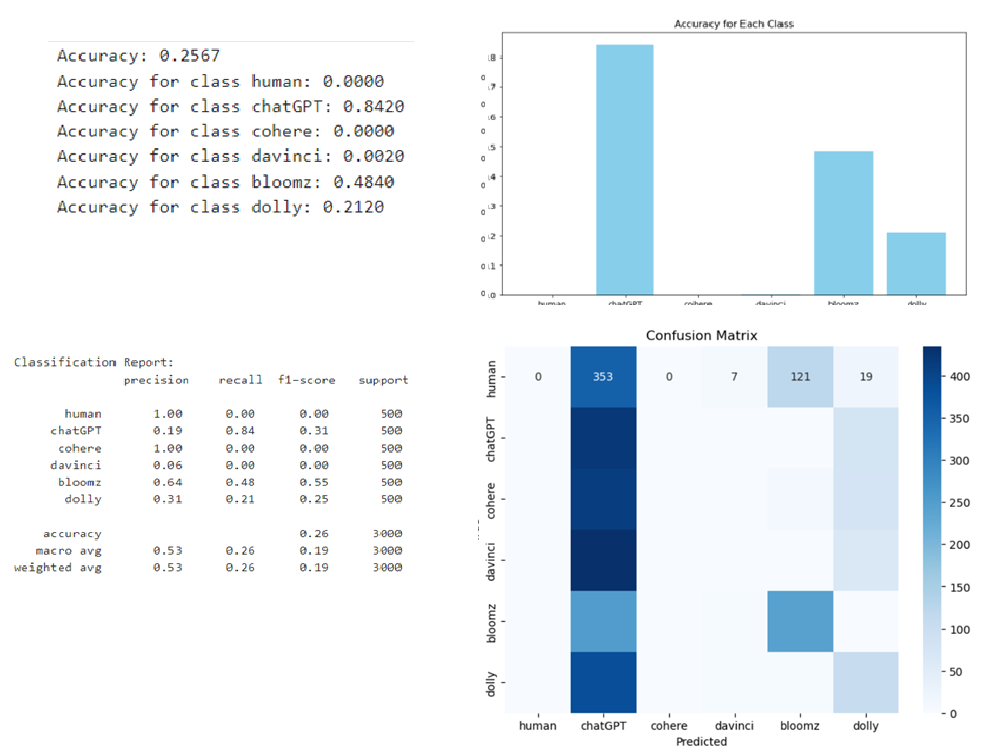 Accuracy: 0.2567
Accuracy for class human: 0.0000
Accuracy for class chatGPT: 0.8420
Accuracy for class cohere: 0.0000
Accuracy for class davinci: 0.0020
Accuracy for class bloomz: 0.4840
Accuracy for class dolly: 0.2120
Accuracy for Each Class
0.8
0.7
0.6
0.5
0.4
0.3
0.2
0.1
0.0
human chatGPT cohere davinci bloomz dolly
Classification Report:
precision recall f1-score support
human 1.00 0.00 0.00 500
chatGPT 0.19 0.84 0.31 500
cohere 1.00 0.00 0.00 500
davinci 0.06 0.00 0.00 500
bloomz 0.64 0.48 0.55 500
dolly 0.31 0.21 0.25 500
accuracy 0.26 3000
macro avg 0.53 0.26 0.19 3000
weighted avg 0.53 0.26 0.19 3000
Confusion Matrix
human 0 353 0 7 121 19
chatGPT
cohere
davinci
bloomz
dolly
human chatGPT cohere davinci bloomz dolly
Predicted
400
350
300
250
200
150
100
50
0